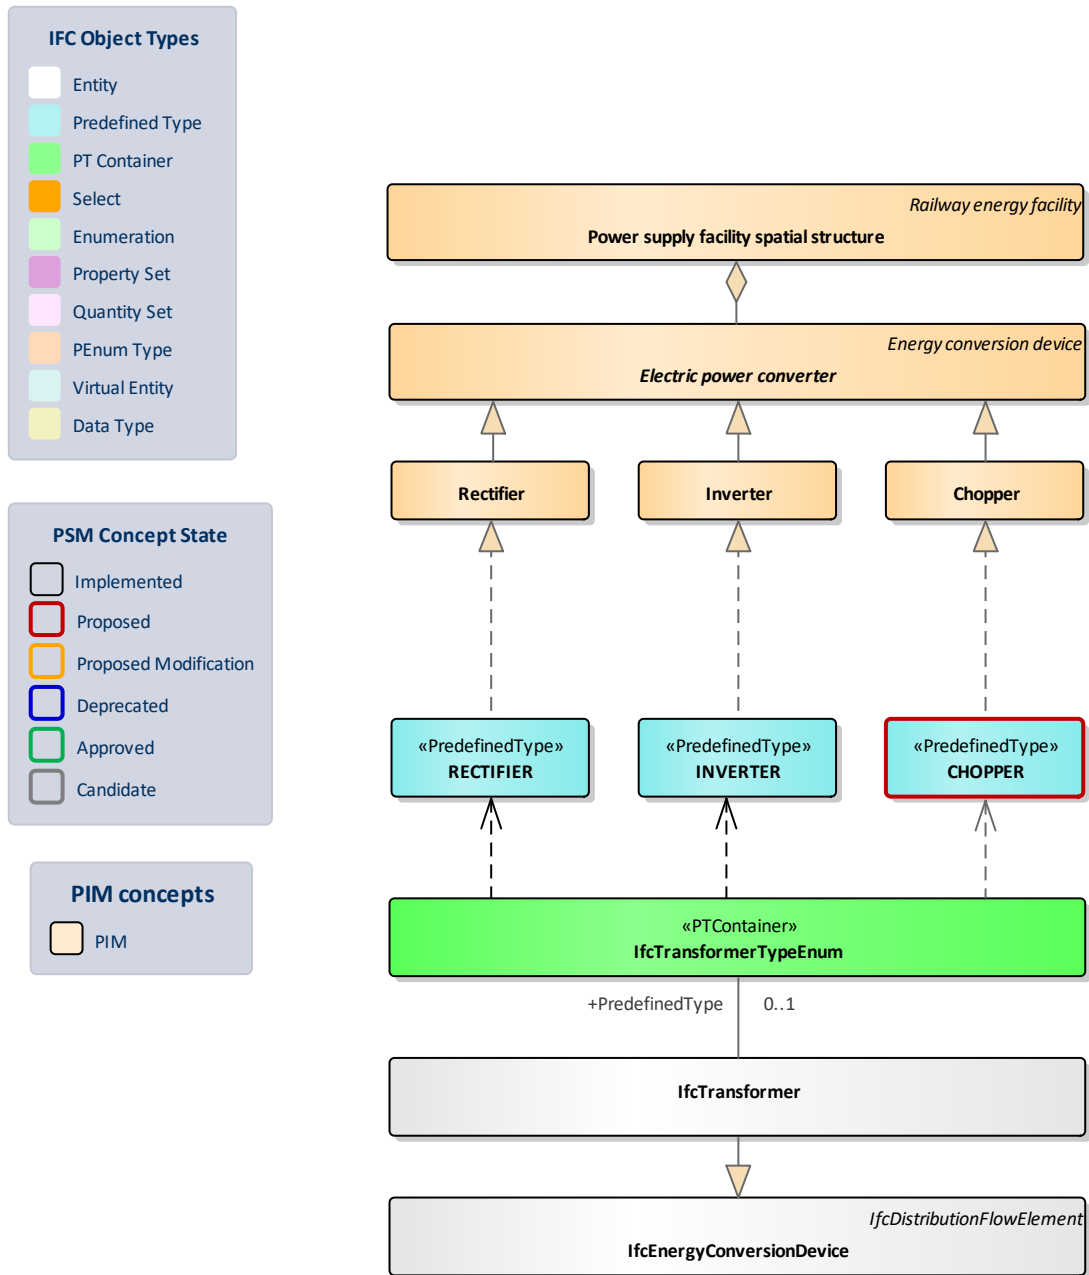 IFC Object Types
Entity
Predefined Type
PT Container
Select
Enumeration
Property Set
Quantity Set
PEnum Type
Virtual Entity
Data Type
PSM Concept State
Implemented
Proposed
Proposed Modification
Deprecated
Approved
Candidate
PIM concepts
PIM
Railway energy facility
Power supply facility spatial structure
Energy conversion device
Electric power converter
Rectifier
Inverter
Chopper
«PredefinedType»
RECTIFIER
«PredefinedType»
INVERTER
«PredefinedType»
CHOPPER
«PTContainer»
IfcTransformerTypeEnum
+PredefinedType 0..1
IfcTransformer
IfcDistributionFlowElement
IfcEnergyConversionDevice